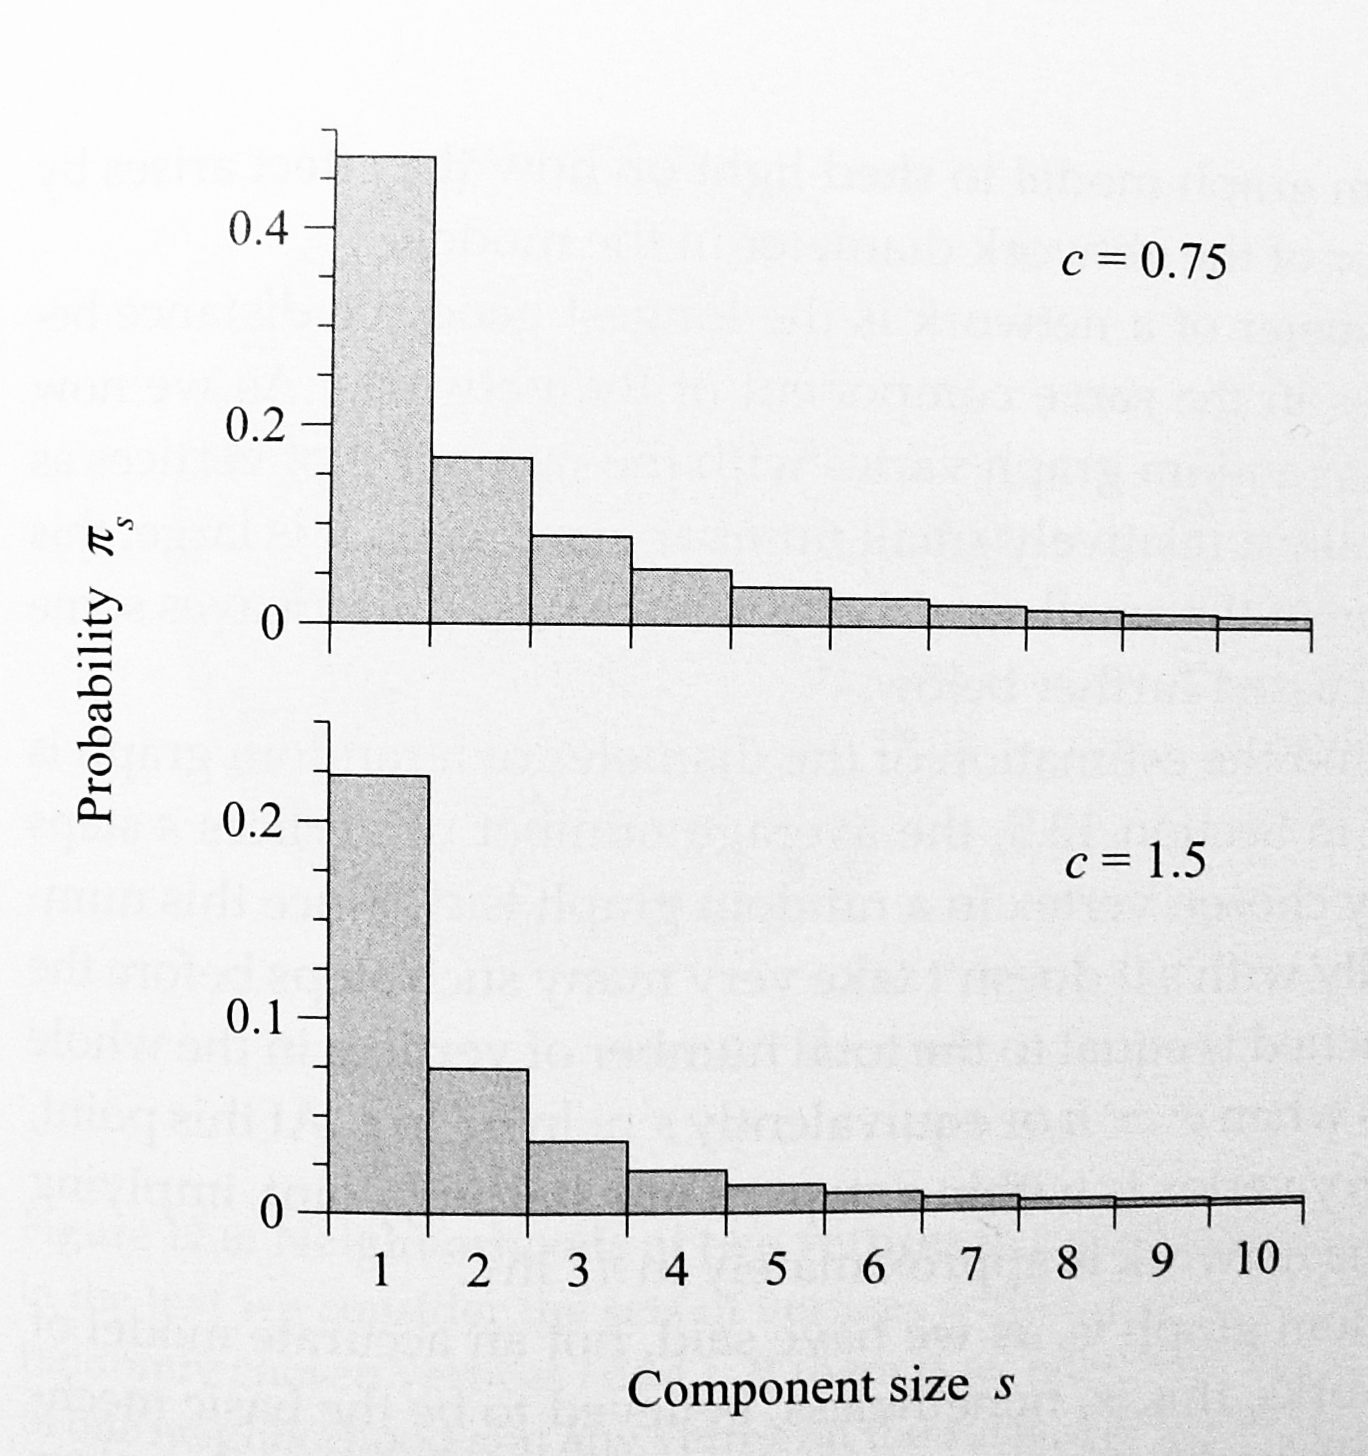 0.4
c = 0.75
0.2
0
Probability π_s
0.2
c = 1.5
0.1
0
1 2 3 4 5 6 7 8 9 10
Component size s